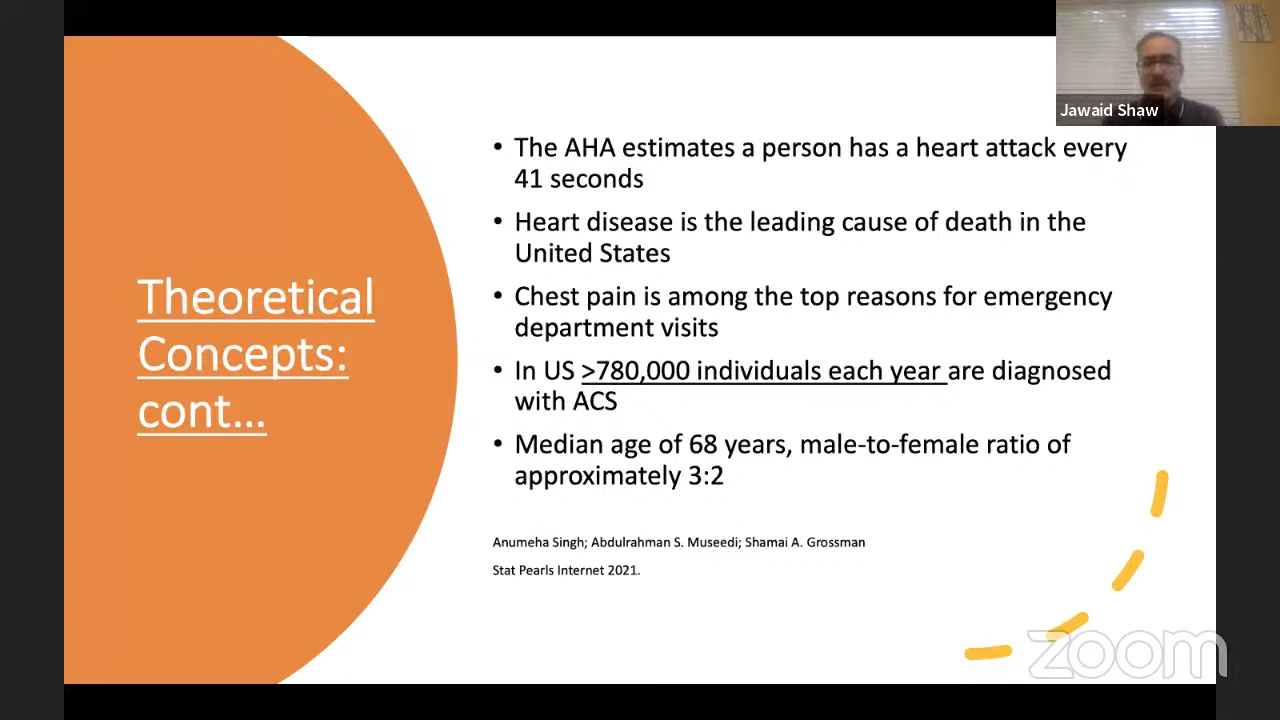 Jawaid Shaw
Theoretical
Concepts:
cont...
• The AHA estimates a person has a heart attack every
41 seconds
• Heart disease is the leading cause of death in the
United States
• Chest pain is among the top reasons for emergency
department visits
• In US >780,000 individuals each year are diagnosed
with ACS
• Median age of 68 years, male-to-female ratio of
approximately 3:2
Anumeha Singh; Abdulrahman S. Museedi; Shamai A. Grossman
Stat Pearls Internet 2021.
zoom